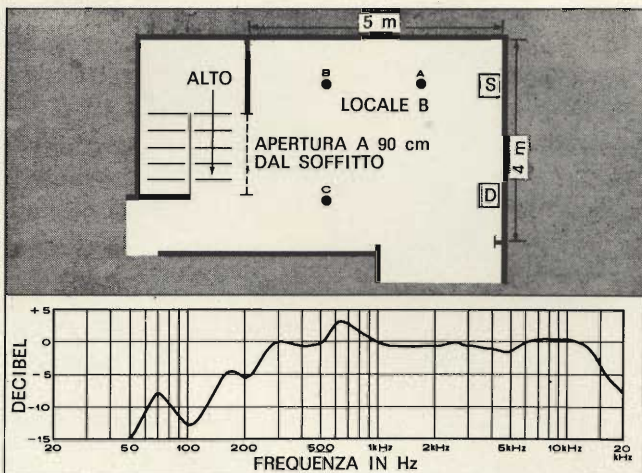 5 m
ALTO
B
A
S
LOCALE B
4 m
APERTURA A 90 cm
DAL SOFFITTO
C
D
+5
0
-5
-10
-15
DECIBEL
20 50 100 200 500 1kHz 2kHz 5kHz 10kHz 20
kHz
FREQUENZA IN Hz